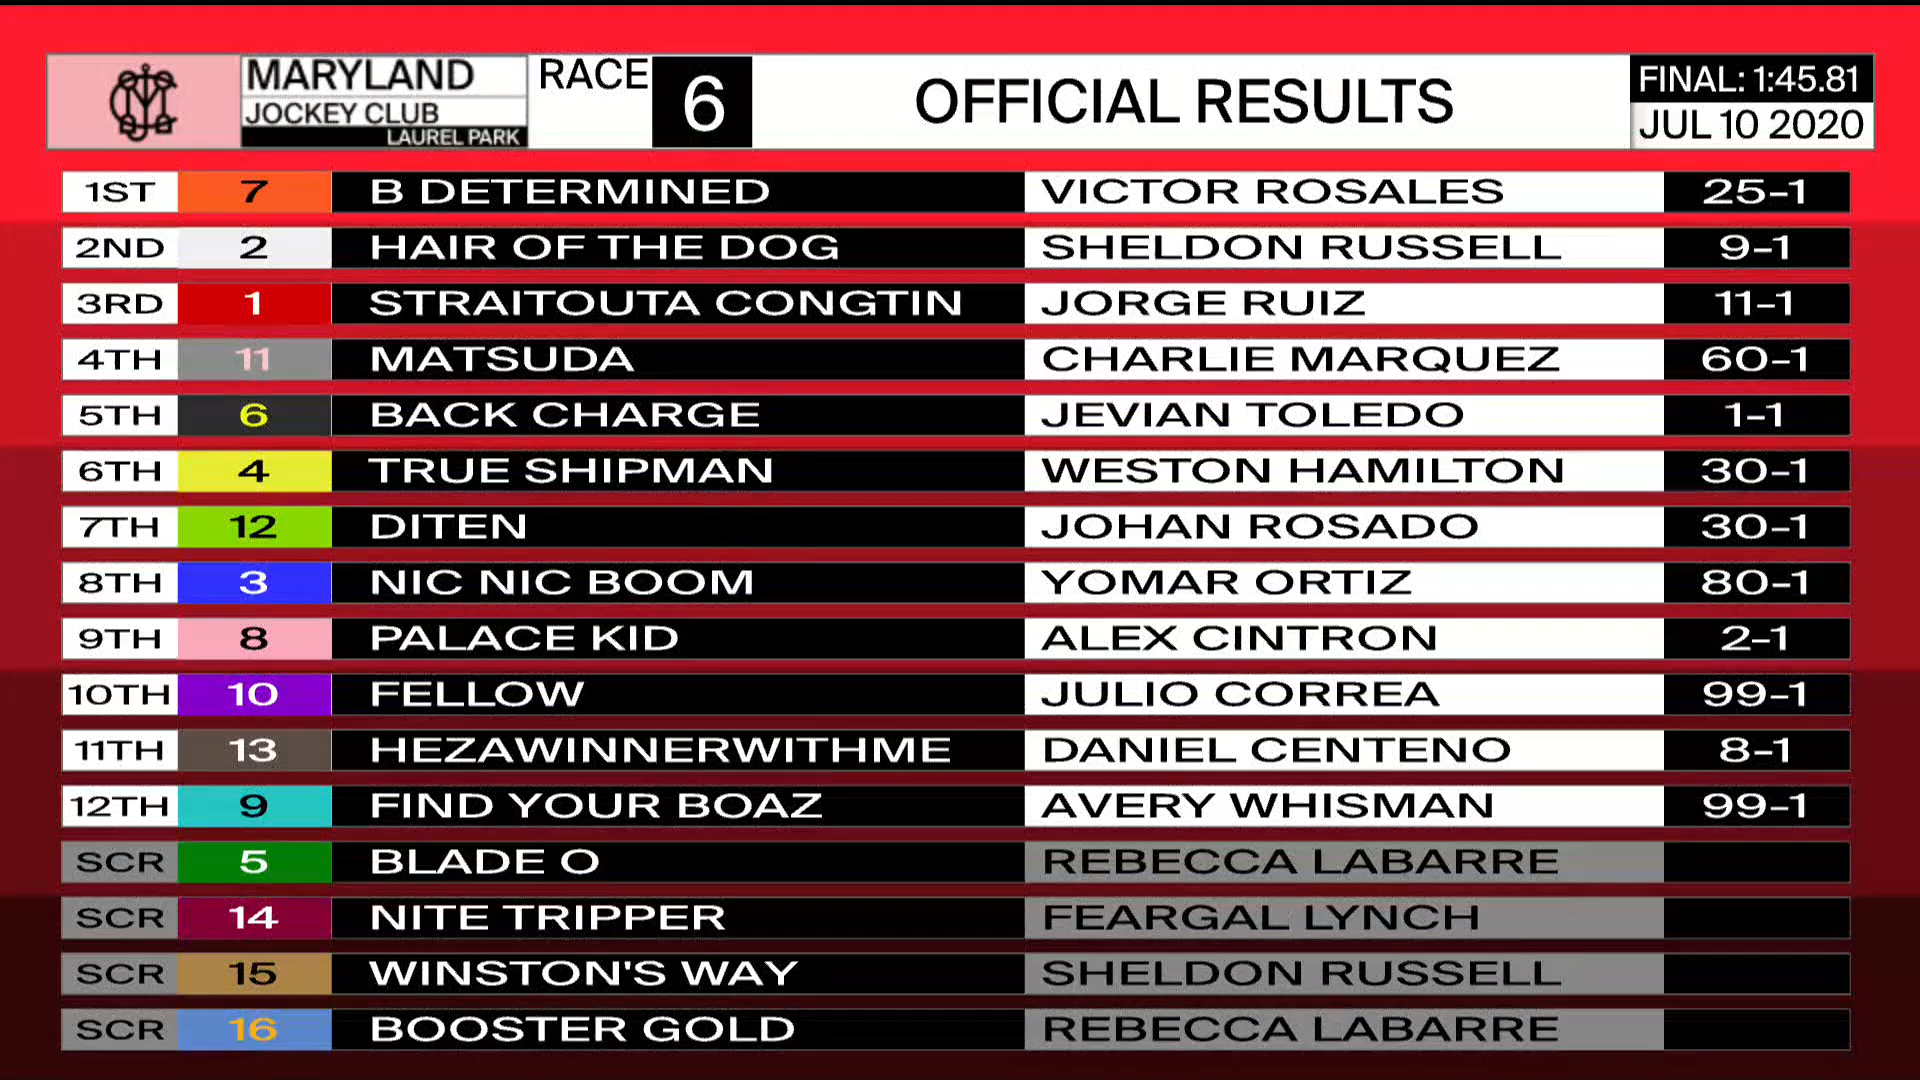 MARYLAND
JOCKEY CLUB
LAUREL PARK
RACE 6
OFFICIAL RESULTS
FINAL: 1:45.81
JUL 10 2020
1ST 7 B DETERMINED VICTOR ROSALES 25-1
2ND 2 HAIR OF THE DOG SHELDON RUSSELL 9-1
3RD 1 STRAITOUTA CONGTIN JORGE RUIZ 11-1
4TH 11 MATSUDA CHARLIE MARQUEZ 60-1
5TH 6 BACK CHARGE JEVIAN TOLEDO 1-1
6TH 4 TRUE SHIPMAN WESTON HAMILTON 30-1
7TH 12 DITEN JOHAN ROSADO 30-1
8TH 3 NIC NIC BOOM YOMAR ORTIZ 80-1
9TH 8 PALACE KID ALEX CINTRON 2-1
10TH 10 FELLOW JULIO CORREA 99-1
11TH 13 HEZAWINNERWITHME DANIEL CENTENO 8-1
12TH 9 FIND YOUR BOAZ AVERY WHISMAN 99-1
SCR 5 BLADE O REBECCA LABARRE
SCR 14 NITE TRIPPER FEARGAL LYNCH
SCR 15 WINSTON'S WAY SHELDON RUSSELL
SCR 16 BOOSTER GOLD REBECCA LABARRE